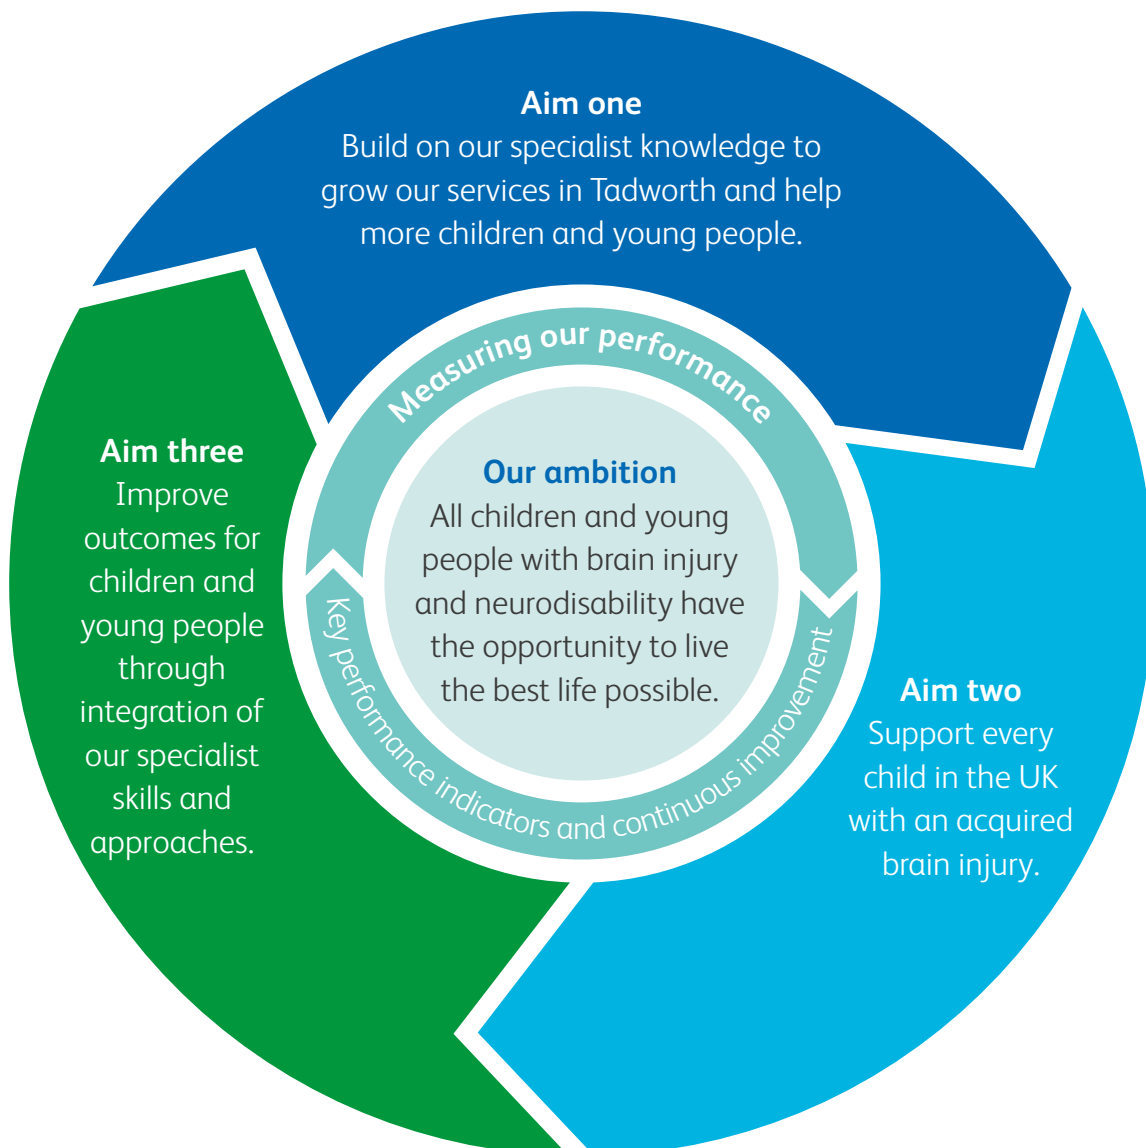 Aim one
Build on our specialist knowledge to
grow our services in Tadworth and help
more children and young people.
Measuring our performance
Our ambition
All children and young
people with brain injury
and neurodisability have
the opportunity to live
the best life possible.
Key performance indicators and continuous improvement
Aim two
Support every
child in the UK
with an acquired
brain injury.
Aim three
Improve
outcomes for
children and
young people
through
integration of
our specialist
skills and
approaches.